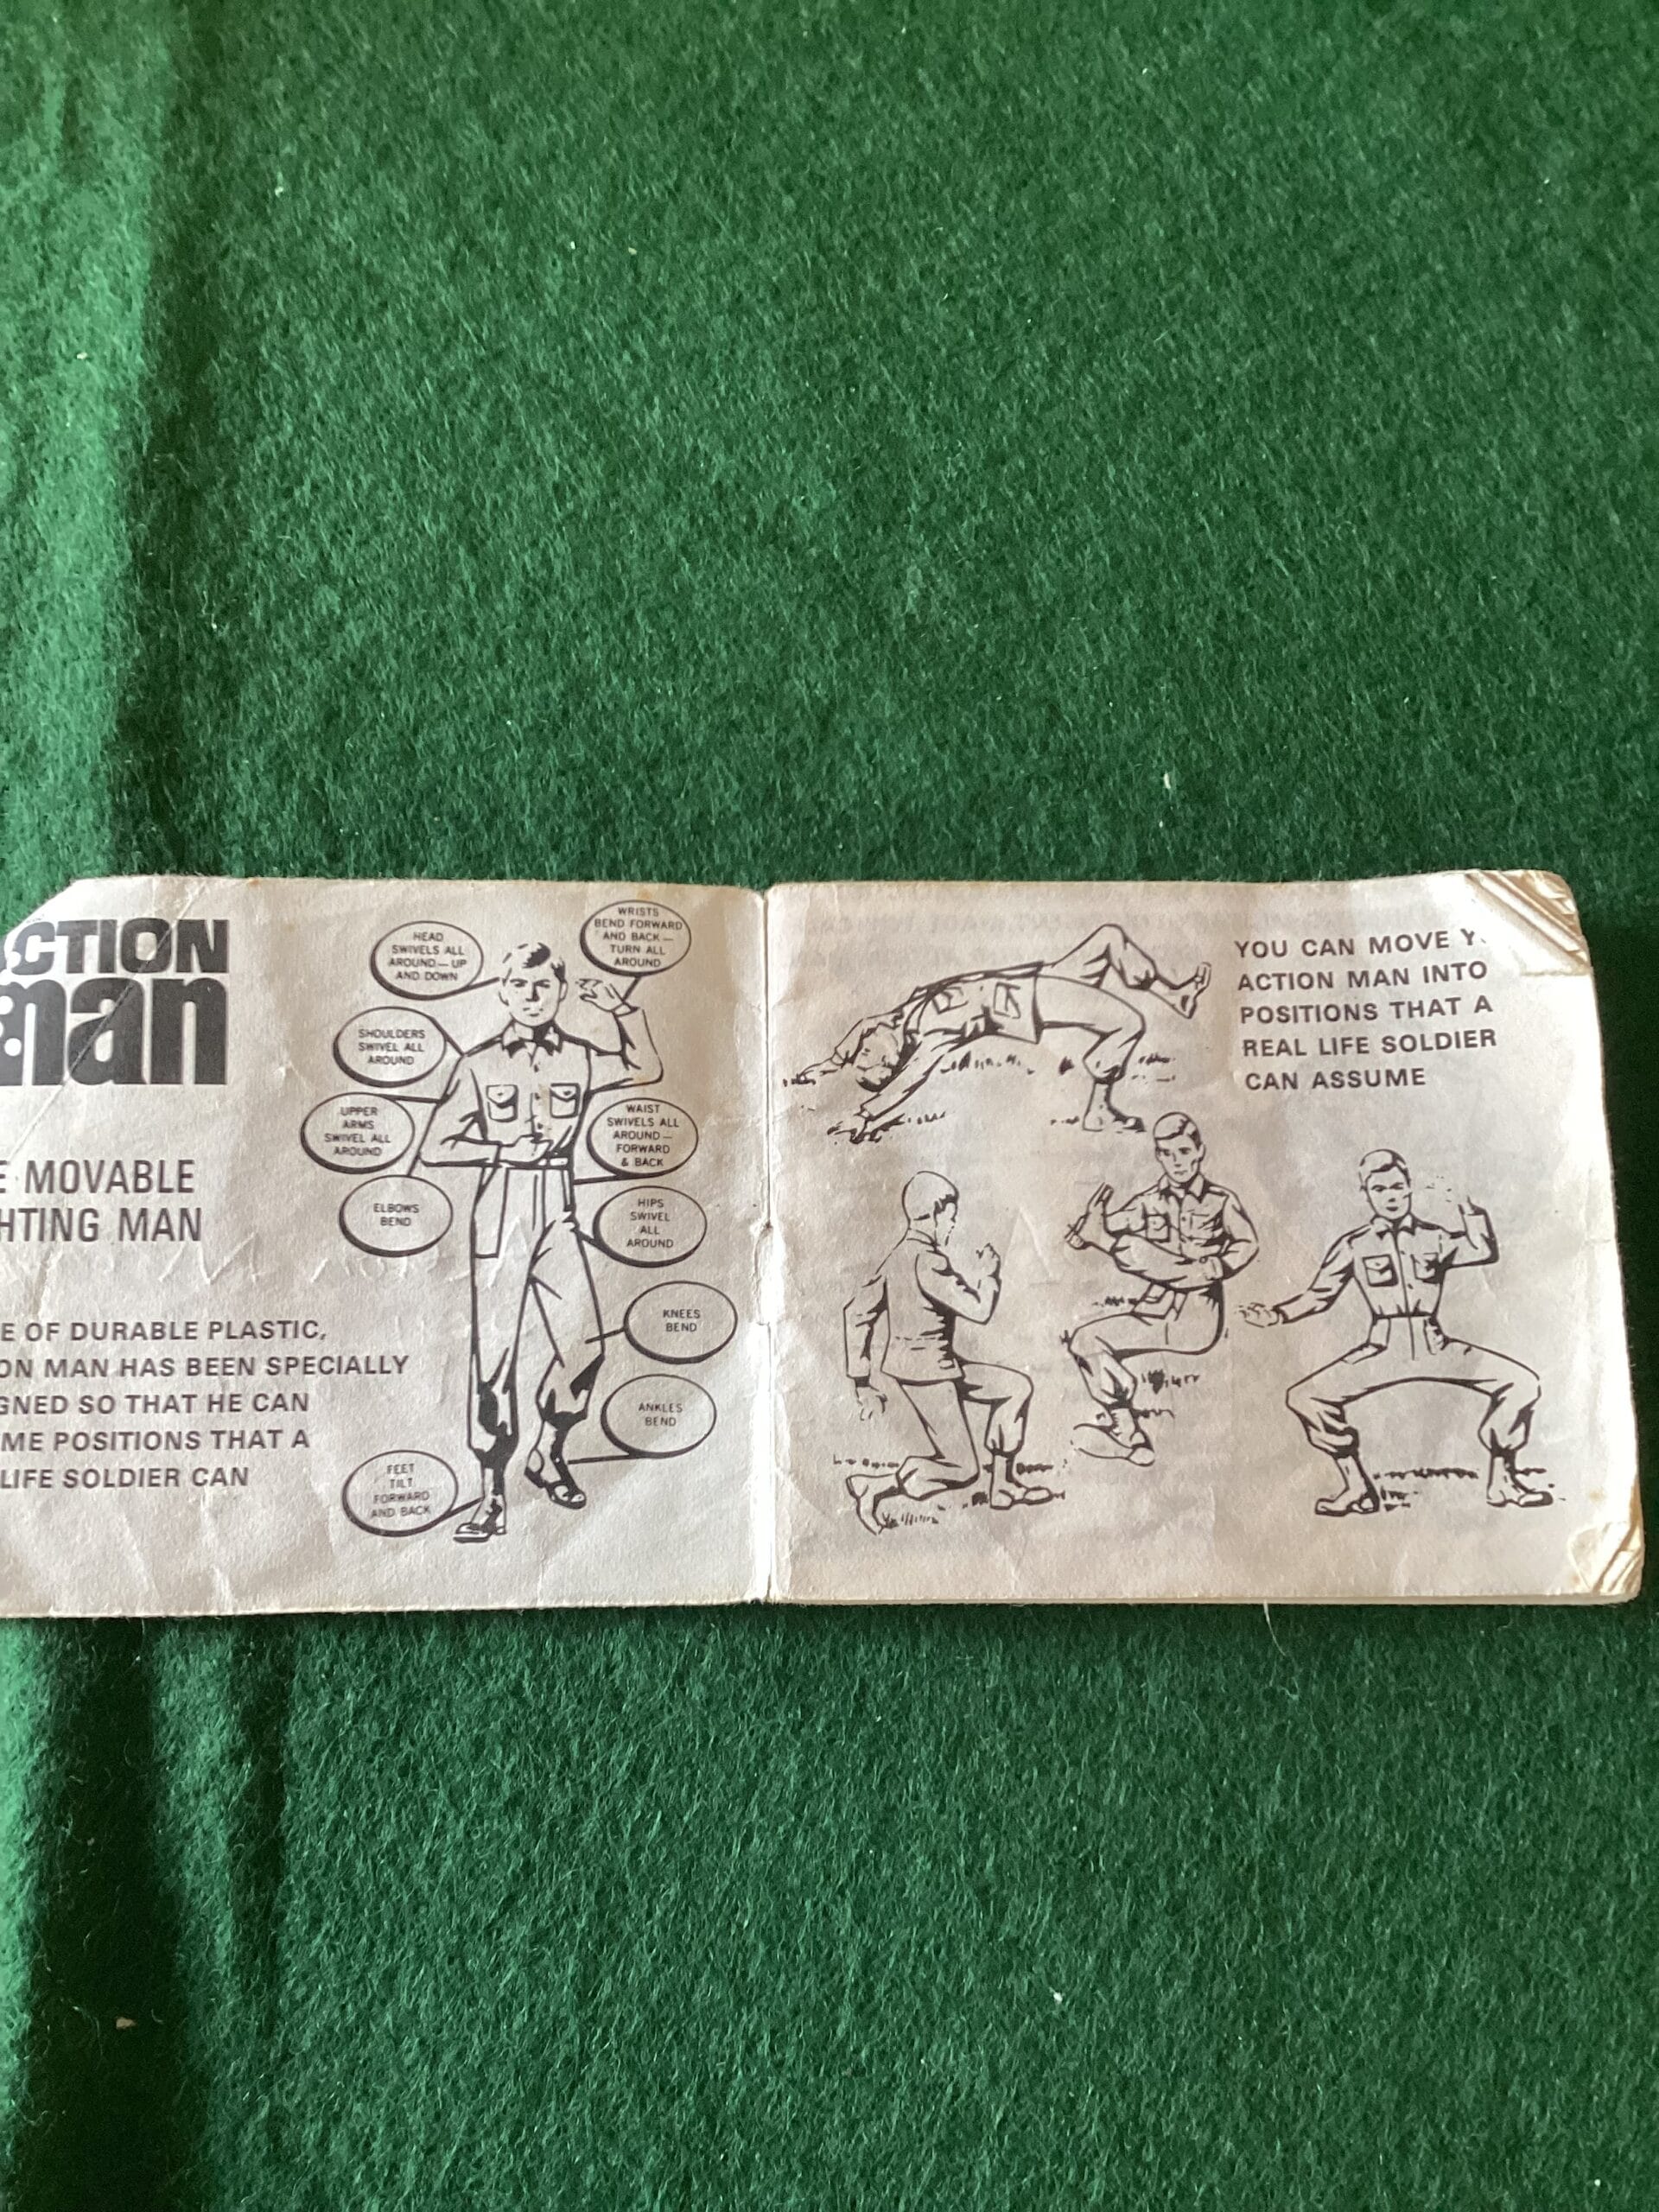 CTION
man
E MOVABLE
HTING MAN
E OF DURABLE PLASTIC,
ON MAN HAS BEEN SPECIALLY
GNED SO THAT HE CAN
ME POSITIONS THAT A
LIFE SOLDIER CAN
HEAD
SWIVELS ALL
AROUND—UP
AND DOWN
WRISTS
BEND FORWARD
AND BACK—
TURN ALL
AROUND
SHOULDERS
SWIVEL ALL
AROUND
UPPER
ARMS
SWIVEL ALL
AROUND
WAIST
SWIVELS ALL
AROUND—
FORWARD
& BACK
ELBOWS
BEND
HIPS
SWIVEL
ALL
AROUND
KNEES
BEND
ANKLES
BEND
FEET
TILT
FORWARD
AND BACK
YOU CAN MOVE Y
ACTION MAN INTO
POSITIONS THAT A
REAL LIFE SOLDIER
CAN ASSUME